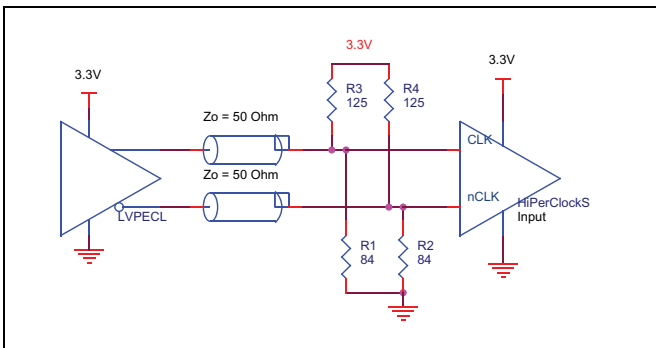 3.3V
3.3V
3.3V
R3
125
R4
125
Zo = 50 Ohm
CLK
Zo = 50 Ohm
nCLK
HiPerClockS
Input
LVPECL
R1
84
R2
84